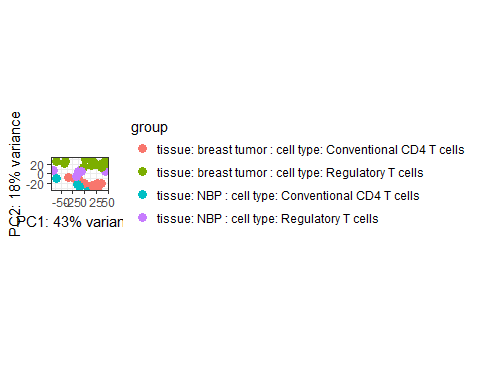 group
tissue: breast tumor : cell type: Conventional CD4 T cells
tissue: breast tumor : cell type: Regulatory T cells
tissue: NBP : cell type: Conventional CD4 T cells
tissue: NBP : cell type: Regulatory T cells
PC2: 18% variance
20
0
-20
-50
-25
0
25
50
PC1: 43% varian